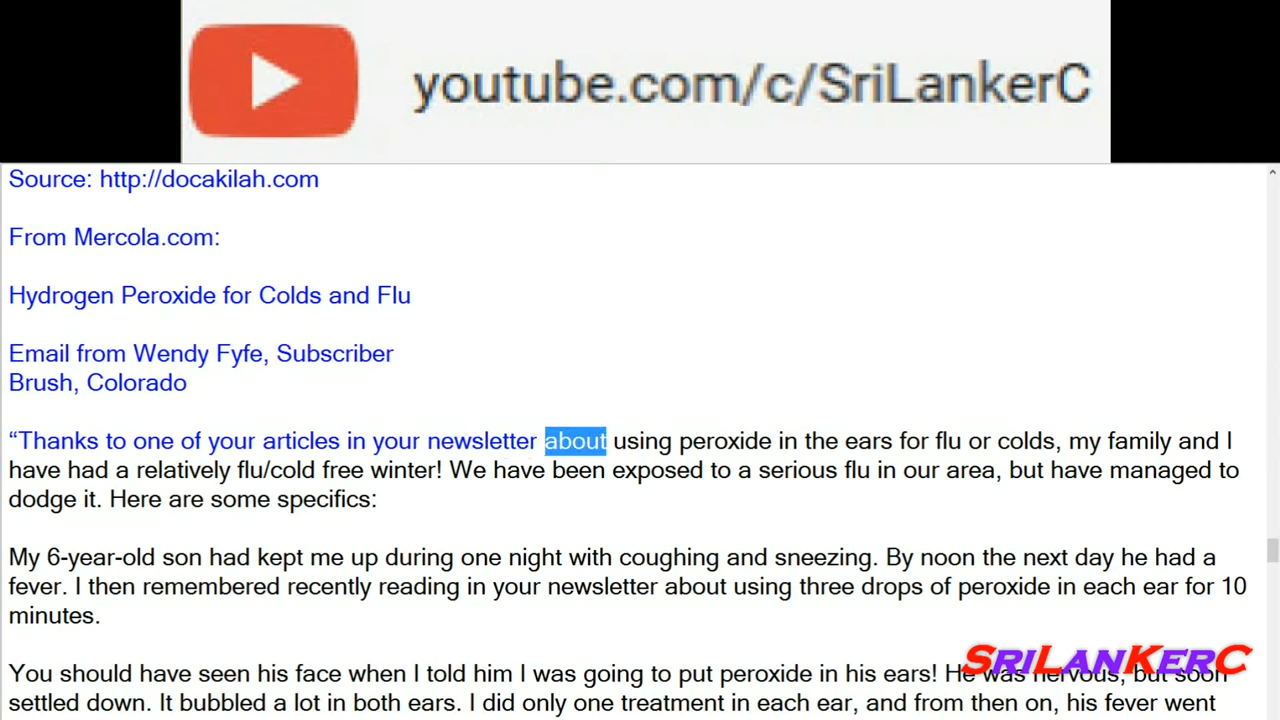 youtube.com/c/SriLankerC
Source: http://docakilah.com
From Mercola.com:
Hydrogen Peroxide for Colds and Flu
Email from Wendy Fyfe, Subscriber
Brush, Colorado
“Thanks to one of your articles in your newsletter about using peroxide in the ears for flu or colds, my family and I
have had a relatively flu/cold free winter! We have been exposed to a serious flu in our area, but have managed to
dodge it. Here are some specifics:
My 6-year-old son had kept me up during one night with coughing and sneezing. By noon the next day he had a
fever. I then remembered recently reading in your newsletter about using three drops of peroxide in each ear for 10
minutes.
You should have seen his face when I told him I was going to put peroxide in his ears! He was nervous, but soon
settled down. It bubbled a lot in both ears. I did only one treatment in each ear, and from then on, his fever went
SRILANKERC